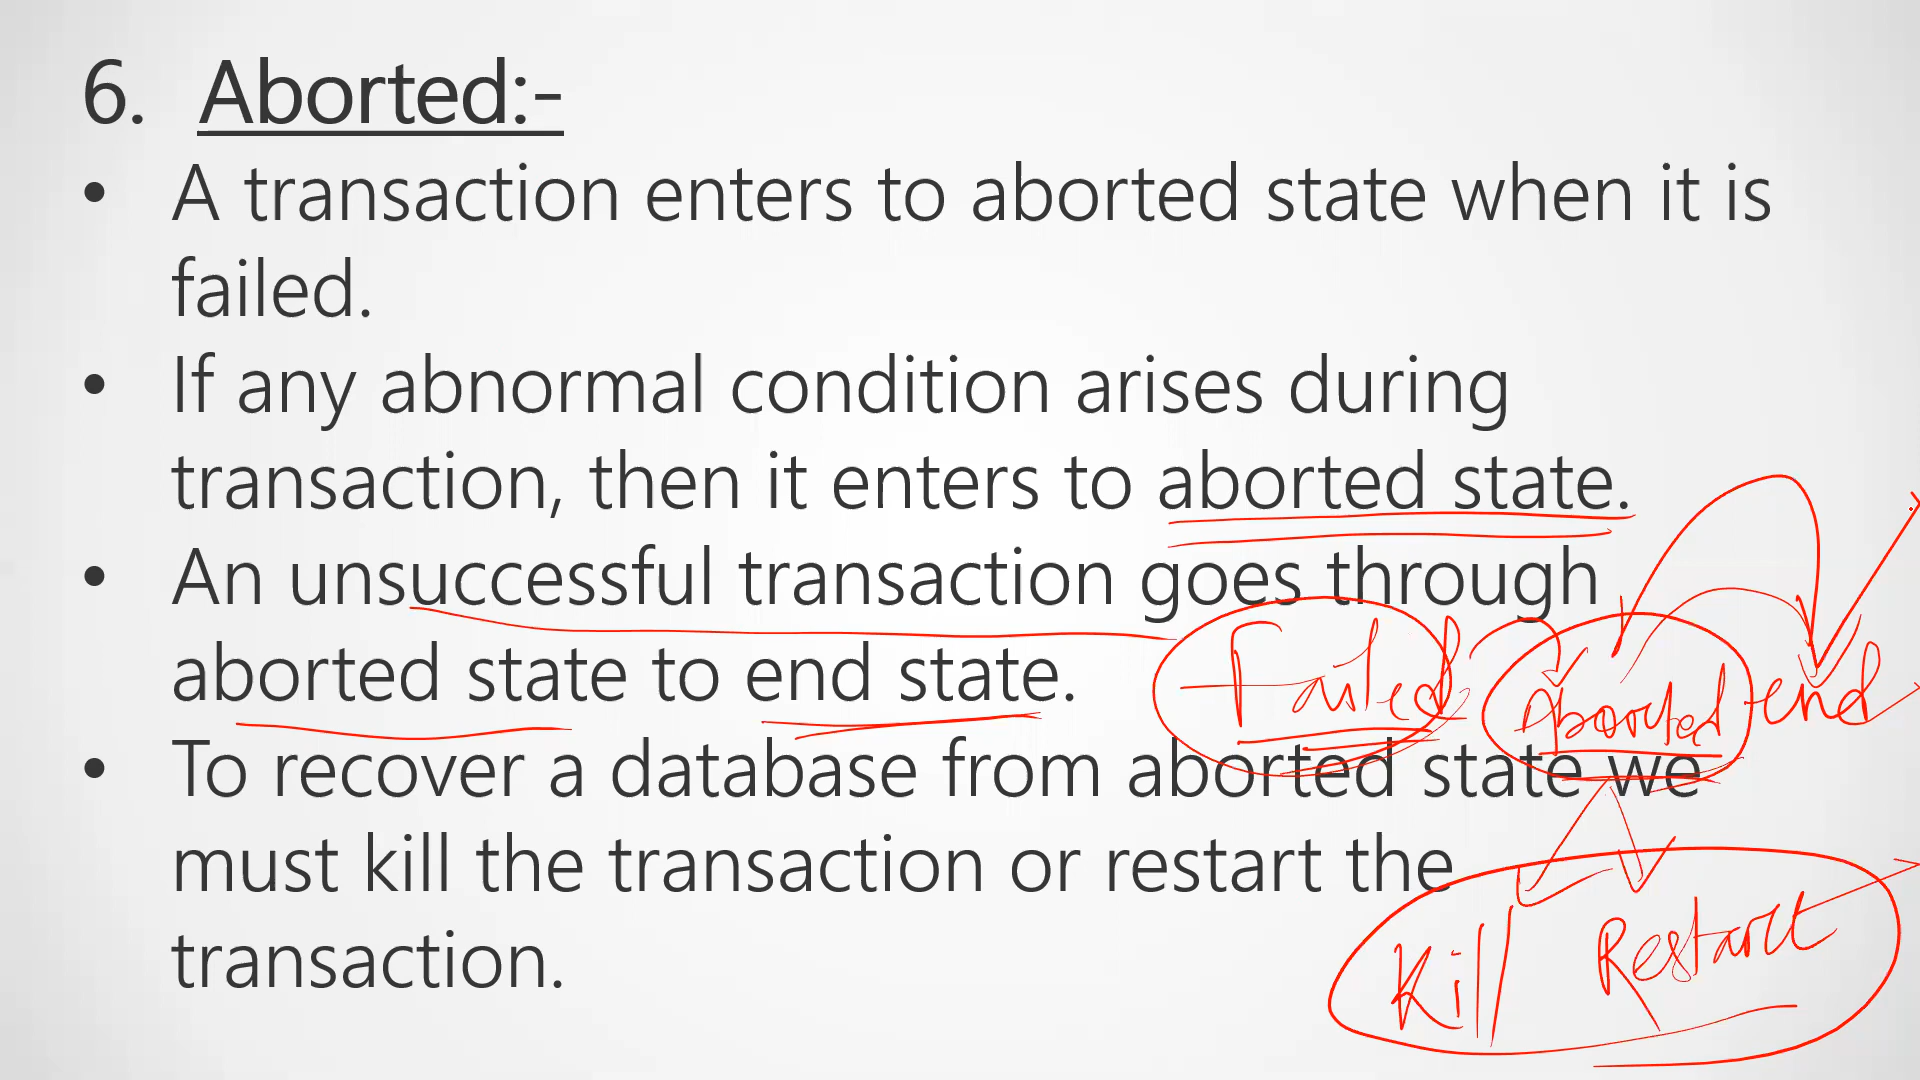 6. Aborted:-
• A transaction enters to aborted state when it is
failed.
• If any abnormal condition arises during
transaction, then it enters to aborted state.
• An unsuccessful transaction goes through
aborted state to end state.
Failed Aborted end
• To recover a database from aborted state we
must kill the transaction or restart the
transaction.
Kill Restart